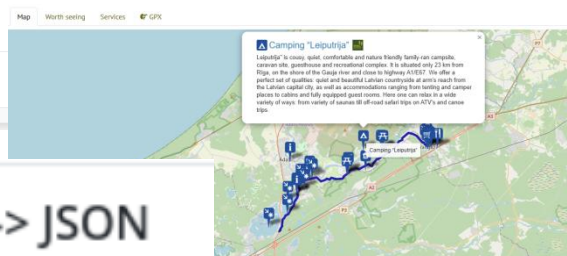 Map Worth seeing Services GPX
Camping "Leiputrija"
Leiputrija" is cousy, quiet, comfortable and nature friendly family-ran campsite,
caravan site, guesthouse and recreational complex. It is situated only 23 km from
Riga, on the shore of the Gauja river and close to highway A1/E67. We offer a
perfect set of qualities: quiet and beautiful Latvian countryside at arm's reach from
the Latvian capital city, as well as accommodations ranging from tenting and camper
places to cabins and fully equipped guest rooms. Here one can relax in a wide
variety of ways: from variety of saunas till off-road safari trips on ATV's and canoe
trips.
Camping "Leiputrija"
> JSON